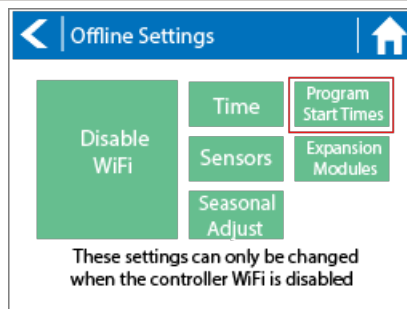 Offline Settings
Disable
WiFi
Time
Program
Start Times
Sensors
Expansion
Modules
Seasonal
Adjust
These settings can only be changed
when the controller WiFi is disabled